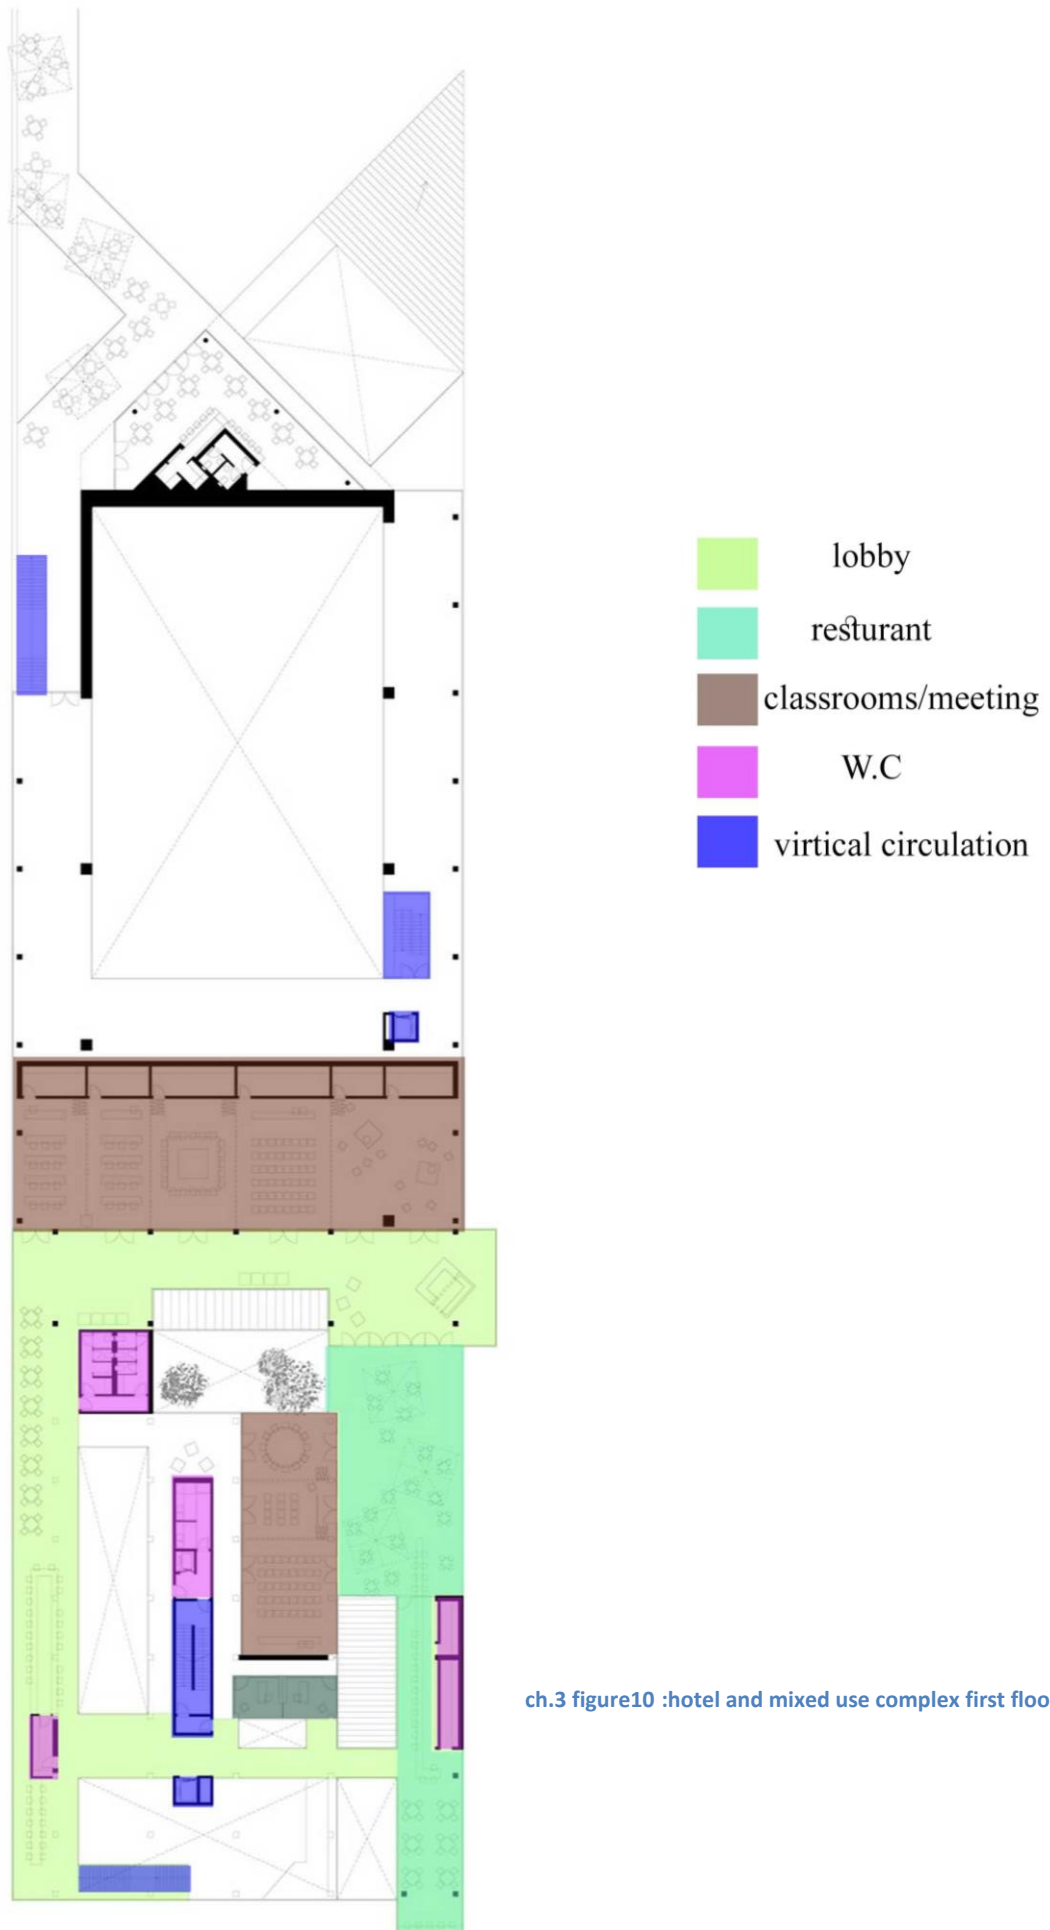 lobby
resturant
classrooms/meeting
W.C
virtical circulation
ch.3 figure10 :hotel and mixed use complex first floo